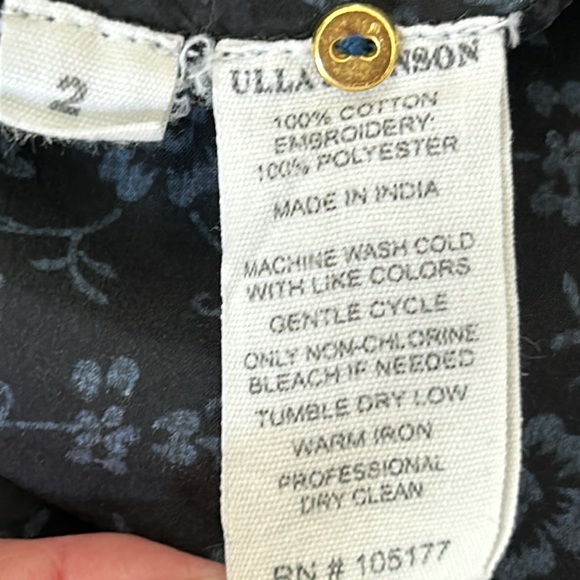 2
ULLA NSON
100% COTTON
EMBROIDERY:
100% POLYESTER
MADE IN INDIA
MACHINE WASH COLD
WITH LIKE COLORS
GENTLE CYCLE
ONLY NON-CHLORINE
BLEACH IF NEEDED
TUMBLE DRY LOW
WARM IRON
PROFESSIONAL
DRY CLEAN
RN # 105177